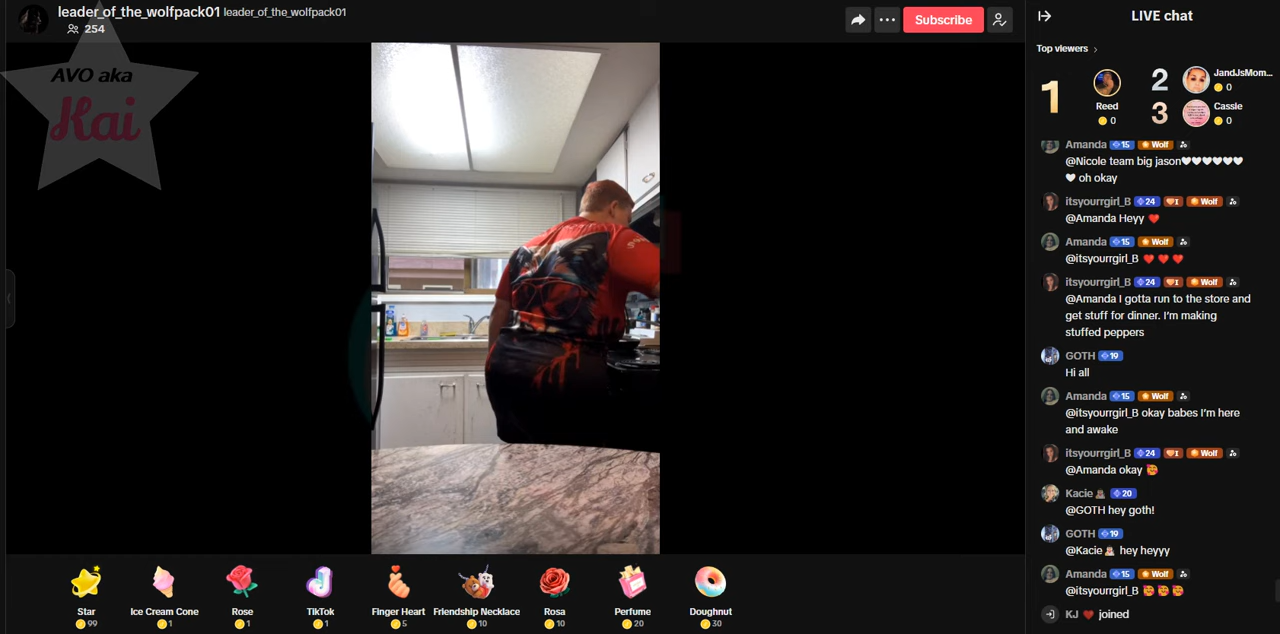 leader_of_the_wolfpack01 leader_of_the_wolfpack01
254
Subscribe
AVO aka
Kai
LIVE chat
Top viewers
1
Reed
0
2
JandJsMom...
0
3
Cassie
0
Amanda 15 Wolf
@Nicole team big jason🤍🤍🤍🤍🤍🤍
🤍 oh okay
itsyourrgirl_B 24 I Wolf
@Amanda Heyy ❤️
Amanda 15 Wolf
@itsyourrgirl_B ❤️ ❤️ ❤️
itsyourrgirl_B 24 I Wolf
@Amanda I gotta run to the store and
get stuff for dinner. I'm making
stuffed peppers
GOTH 19
Hi all
Amanda 15 Wolf
@itsyourrgirl_B okay babes I'm here
and awake
itsyourrgirl_B 24 I Wolf
@Amanda okay 🥰
Kacie 20
@GOTH hey goth!
GOTH 19
@Kacie hey heyyy
Amanda 15 Wolf
@itsyourrgirl_B 🥰 🥰 🥰
KJ ❤️ joined
Star
99
Ice Cream Cone
1
Rose
1
TikTok
1
Finger Heart
5
Friendship Necklace
10
Rosa
10
Perfume
20
Doughnut
30